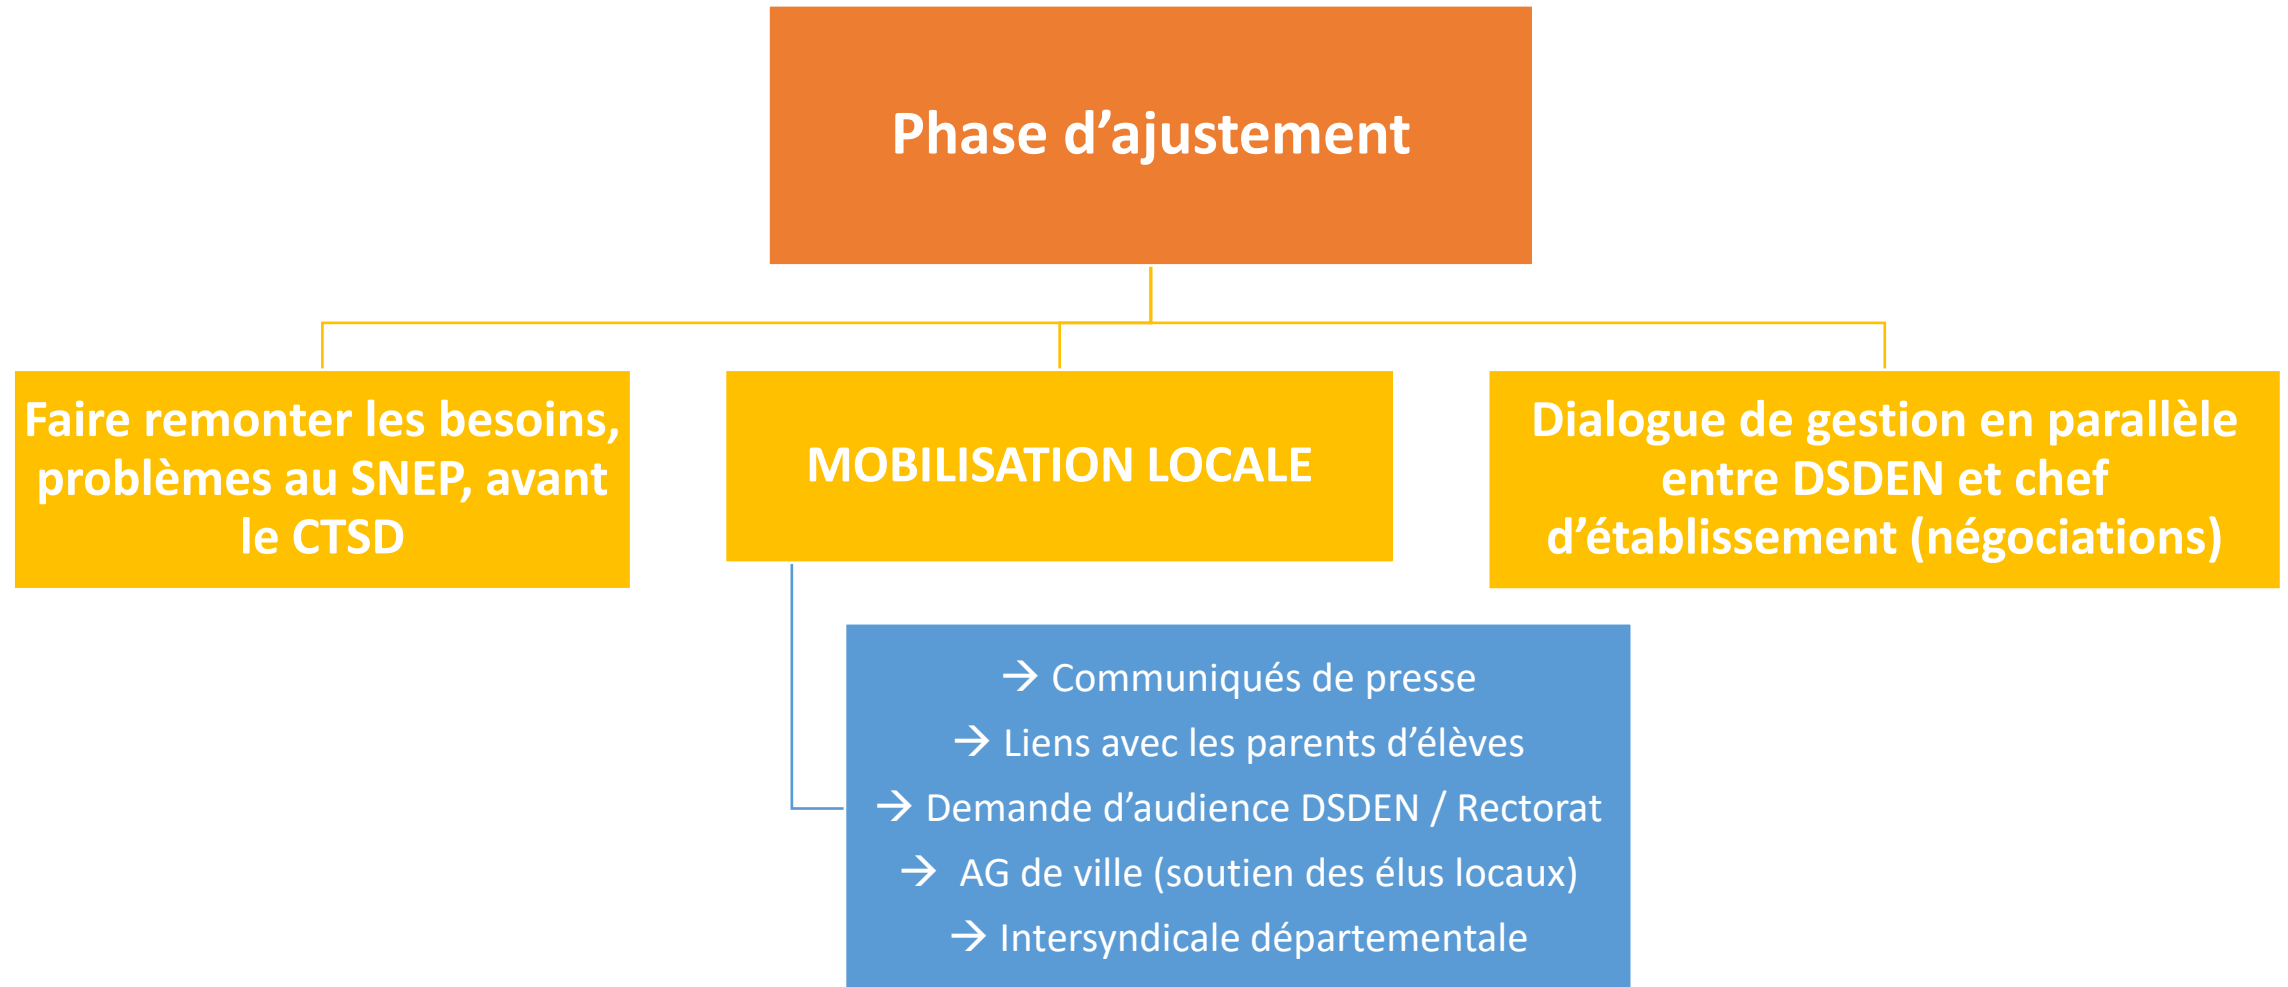 Phase d’ajustement
Faire remonter les besoins,
problèmes au SNEP, avant
le CTSD
MOBILISATION LOCALE
Dialogue de gestion en parallèle
entre DSDEN et chef
d’établissement (négociations)
→ Communiqués de presse
→ Liens avec les parents d’élèves
→ Demande d’audience DSDEN / Rectorat
→ AG de ville (soutien des élus locaux)
→ Intersyndicale départementale